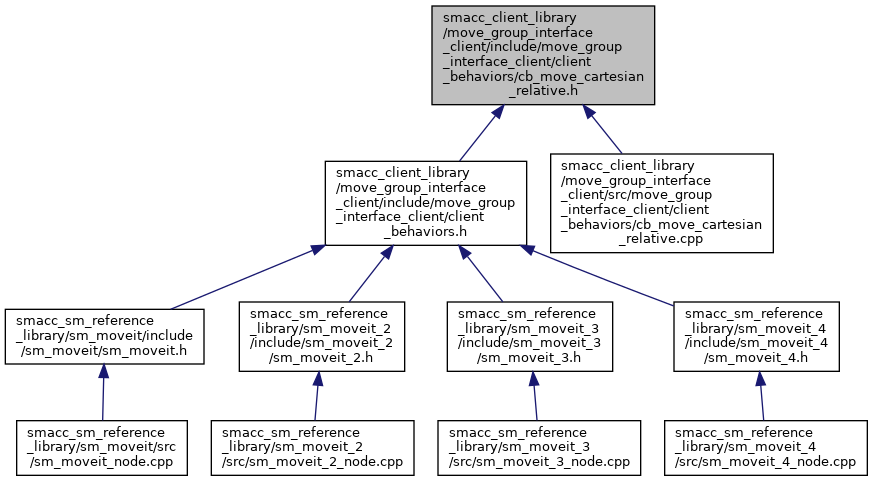 smacc_client_library
/move_group_interface
_client/include/move_group
_interface_client/client
_behaviors/cb_move_cartesian
_relative.h
smacc_client_library
/move_group_interface
_client/include/move_group
_interface_client/client
_behaviors.h
smacc_client_library
/move_group_interface
_client/src/move_group
_interface_client/client
_behaviors/cb_move_cartesian
_relative.cpp
smacc_sm_reference
_library/sm_moveit/include
/sm_moveit/sm_moveit.h
smacc_sm_reference
_library/sm_moveit_2
/include/sm_moveit_2
/sm_moveit_2.h
smacc_sm_reference
_library/sm_moveit_3
/include/sm_moveit_3
/sm_moveit_3.h
smacc_sm_reference
_library/sm_moveit_4
/include/sm_moveit_4
/sm_moveit_4.h
smacc_sm_reference
_library/sm_moveit/src
/sm_moveit_node.cpp
smacc_sm_reference
_library/sm_moveit_2
/src/sm_moveit_2_node.cpp
smacc_sm_reference
_library/sm_moveit_3
/src/sm_moveit_3_node.cpp
smacc_sm_reference
_library/sm_moveit_4
/src/sm_moveit_4_node.cpp